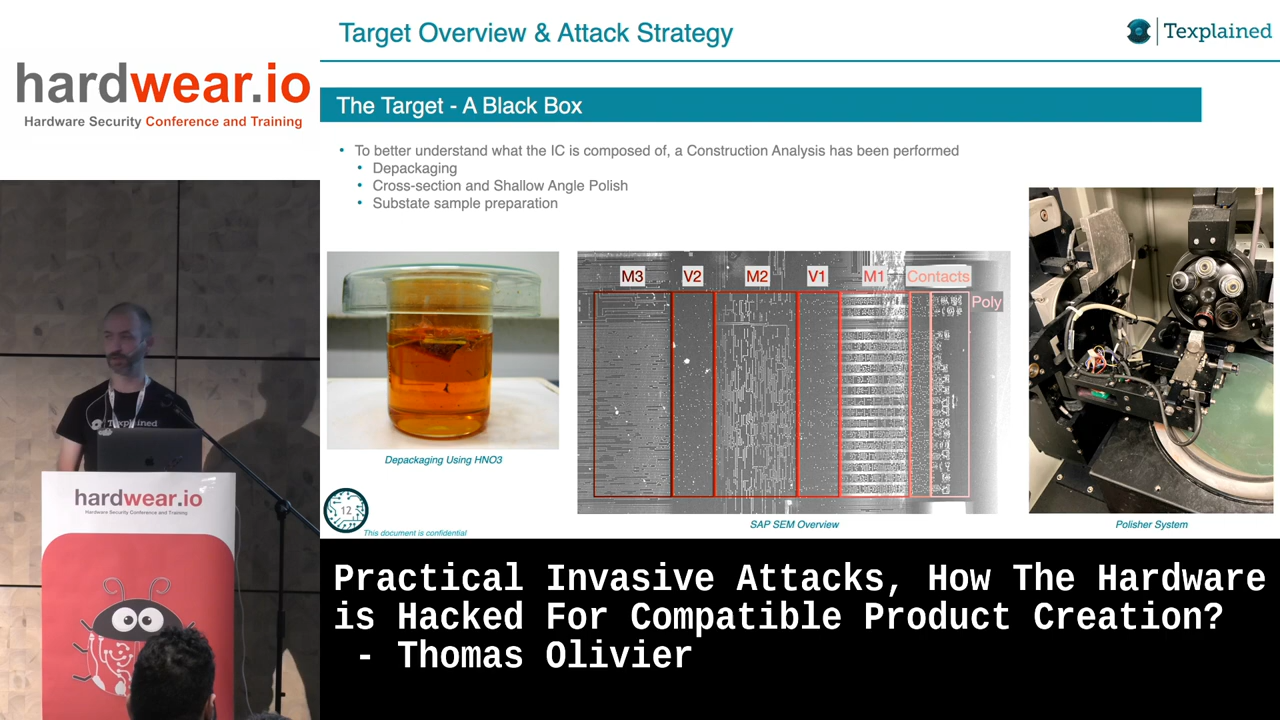 Target Overview & Attack Strategy
Texplained
hardwear.io
Hardware Security Conference and Training
The Target - A Black Box
• To better understand what the IC is composed of, a Construction Analysis has been performed
• Depackaging
• Cross-section and Shallow Angle Polish
• Substate sample preparation
M3
V2
M2
V1
M1
Contacts
Poly
Depackaging Using HNO3
SAP SEM Overview
Polisher System
12
This document is confidential
Texplained
hardwear.io
Hardware Security Conference and Training
Practical Invasive Attacks, How The Hardware
is Hacked For Compatible Product Creation?
- Thomas Olivier